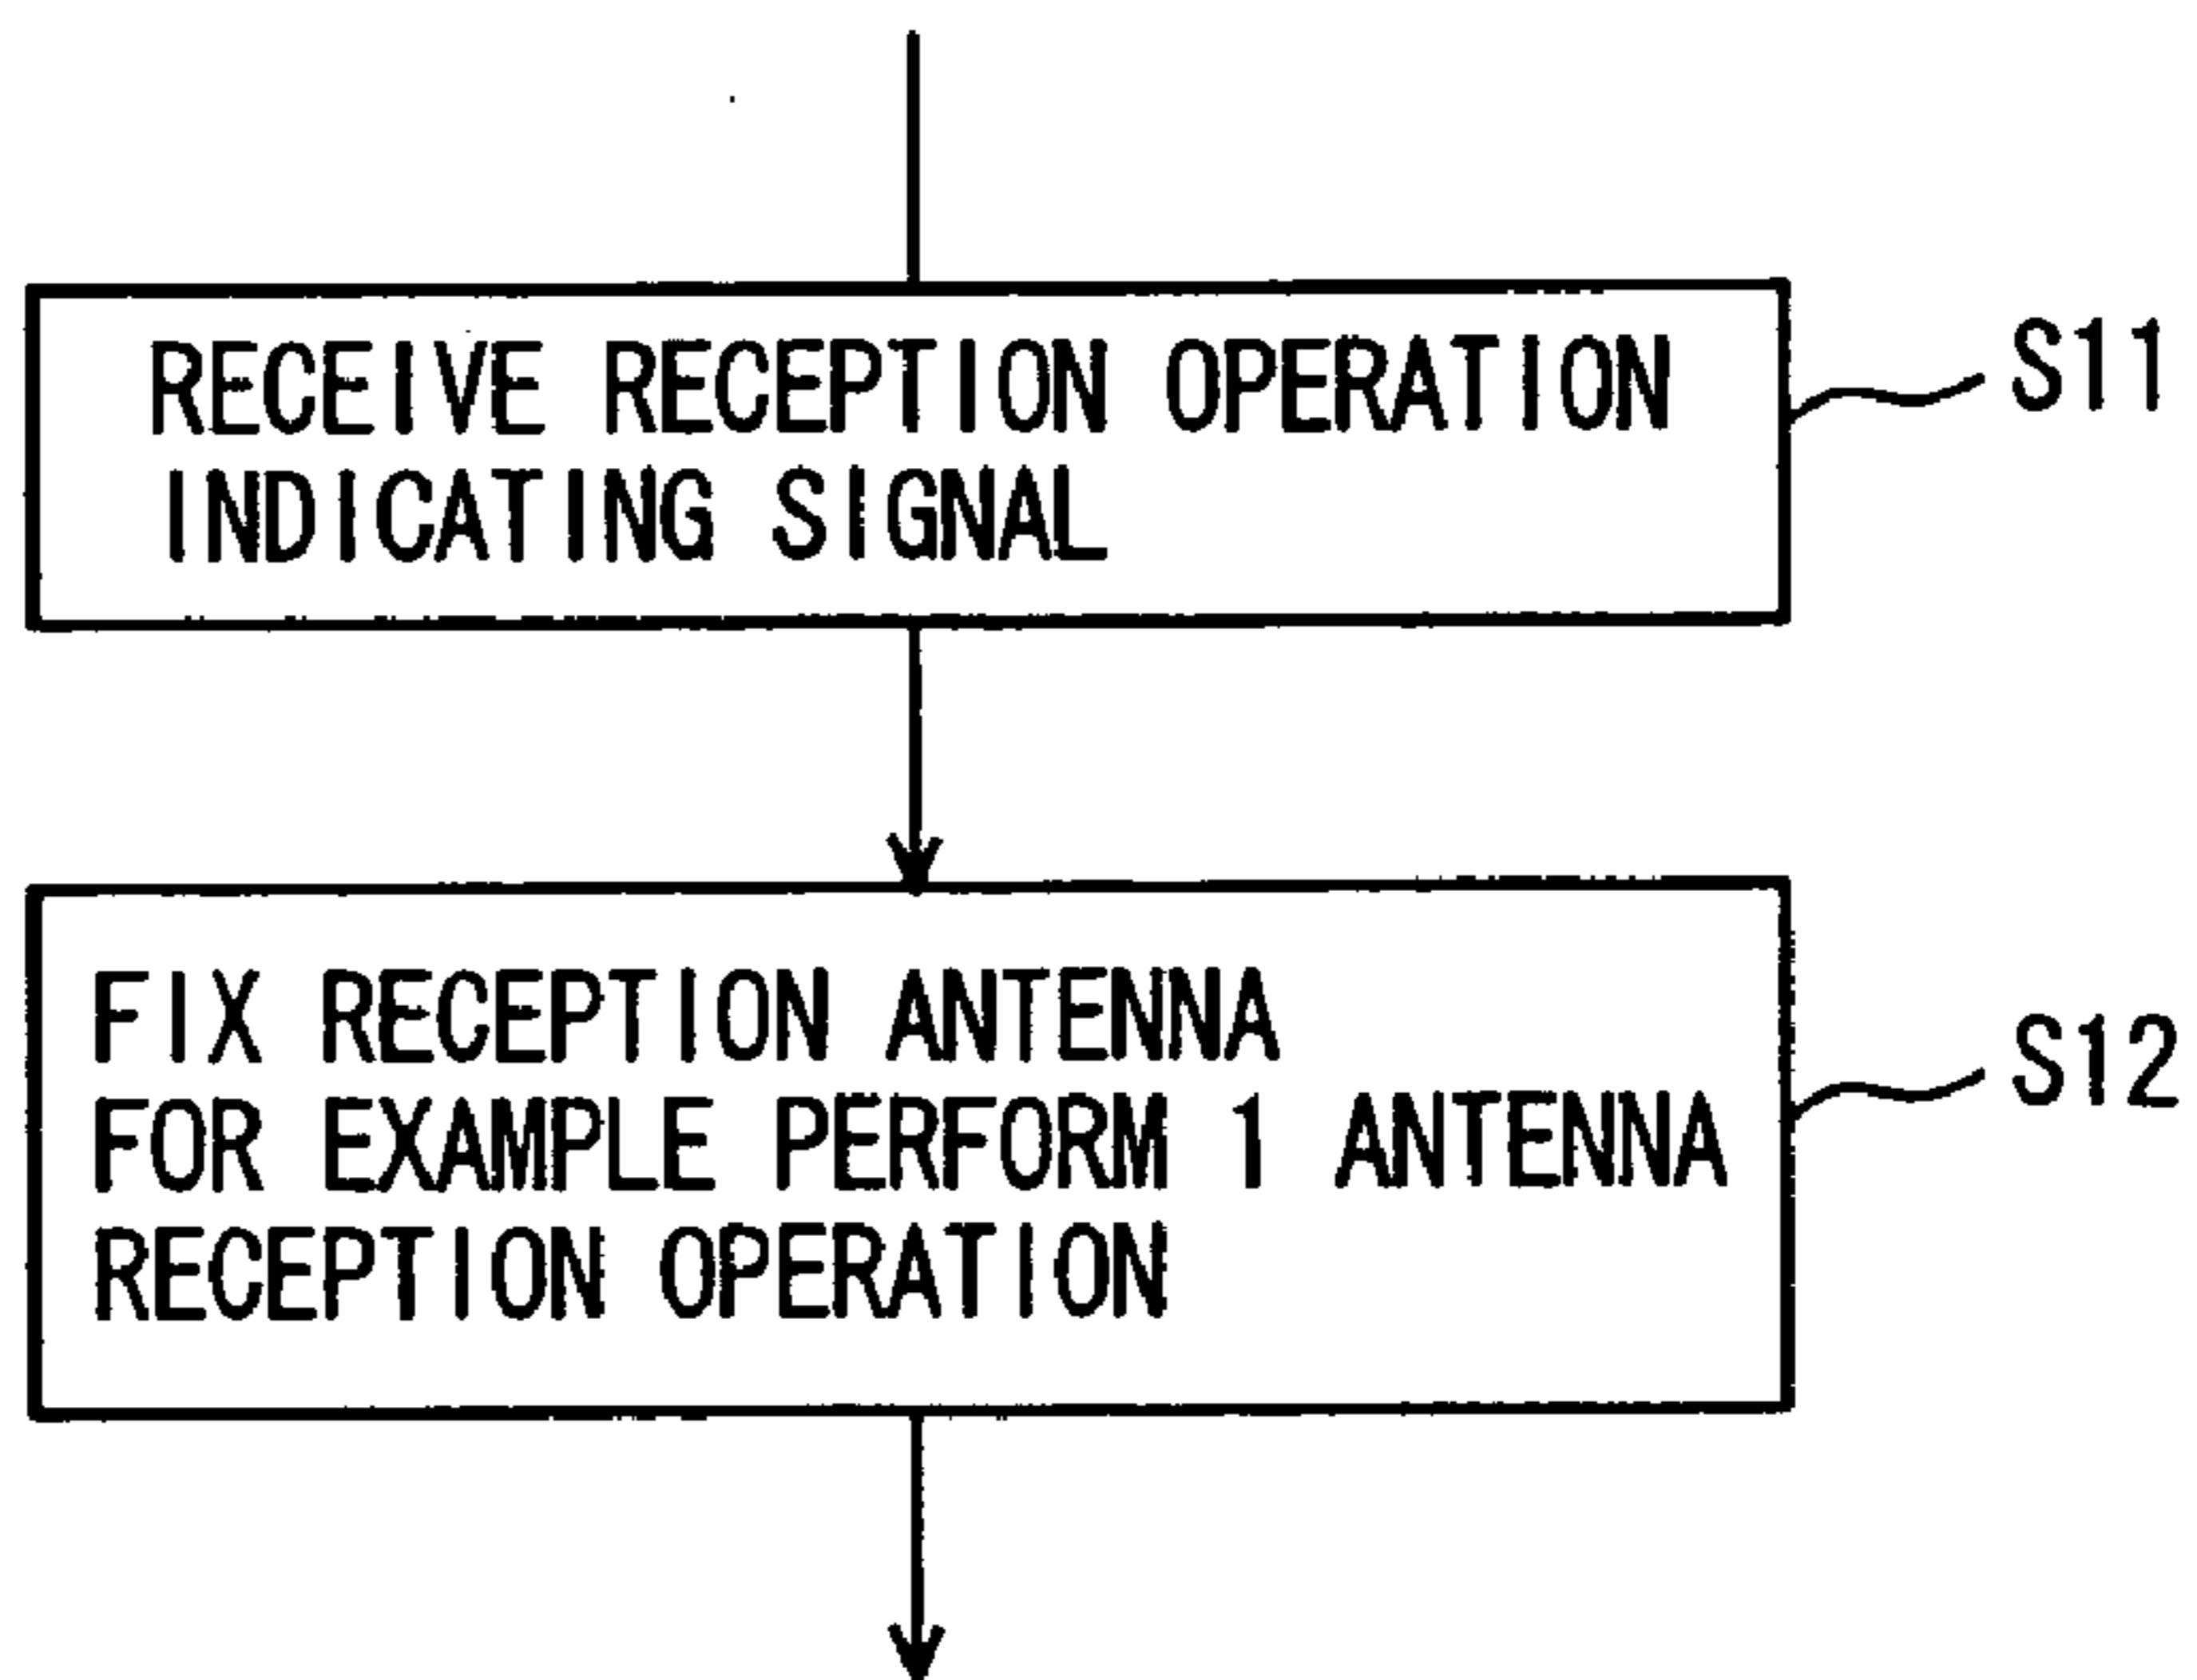 RECEIVE RECEPTION OPERATION
INDICATING SIGNAL
S11
FIX RECEPTION ANTENNA
FOR EXAMPLE PERFORM 1 ANTENNA
RECEPTION OPERATION
S12